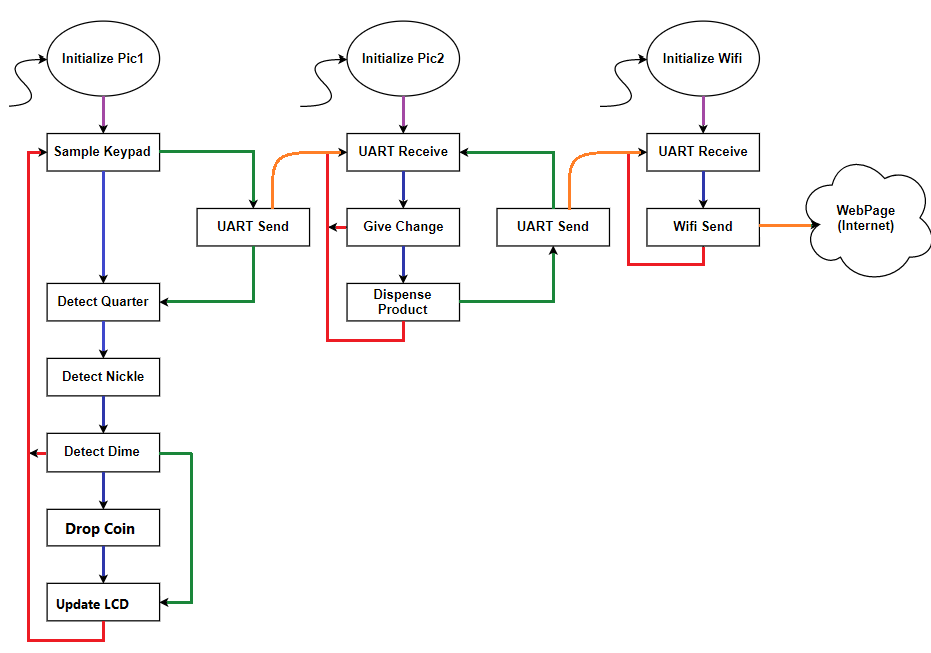 Initialize Pic1
Initialize Pic2
Initialize Wifi
Sample Keypad
UART Receive
UART Receive
UART Send
Give Change
UART Send
Wifi Send
WebPage
(Internet)
Detect Quarter
Dispense
Product
Detect Nickle
Detect Dime
Drop Coin
Update LCD